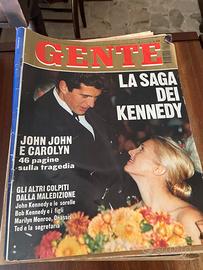 GENTE
LA SAGA
DEI
KENNEDY
JOHN JOHN
E CAROLYN
46 pagine
sulla tragedia
GLI ALTRI COLPITI
DALLA MALEDIZIONE
John Kennedy e le sorelle
Bob Kennedy e i figli
Marilyn Monroe, Onassis
Ted e la segretaria